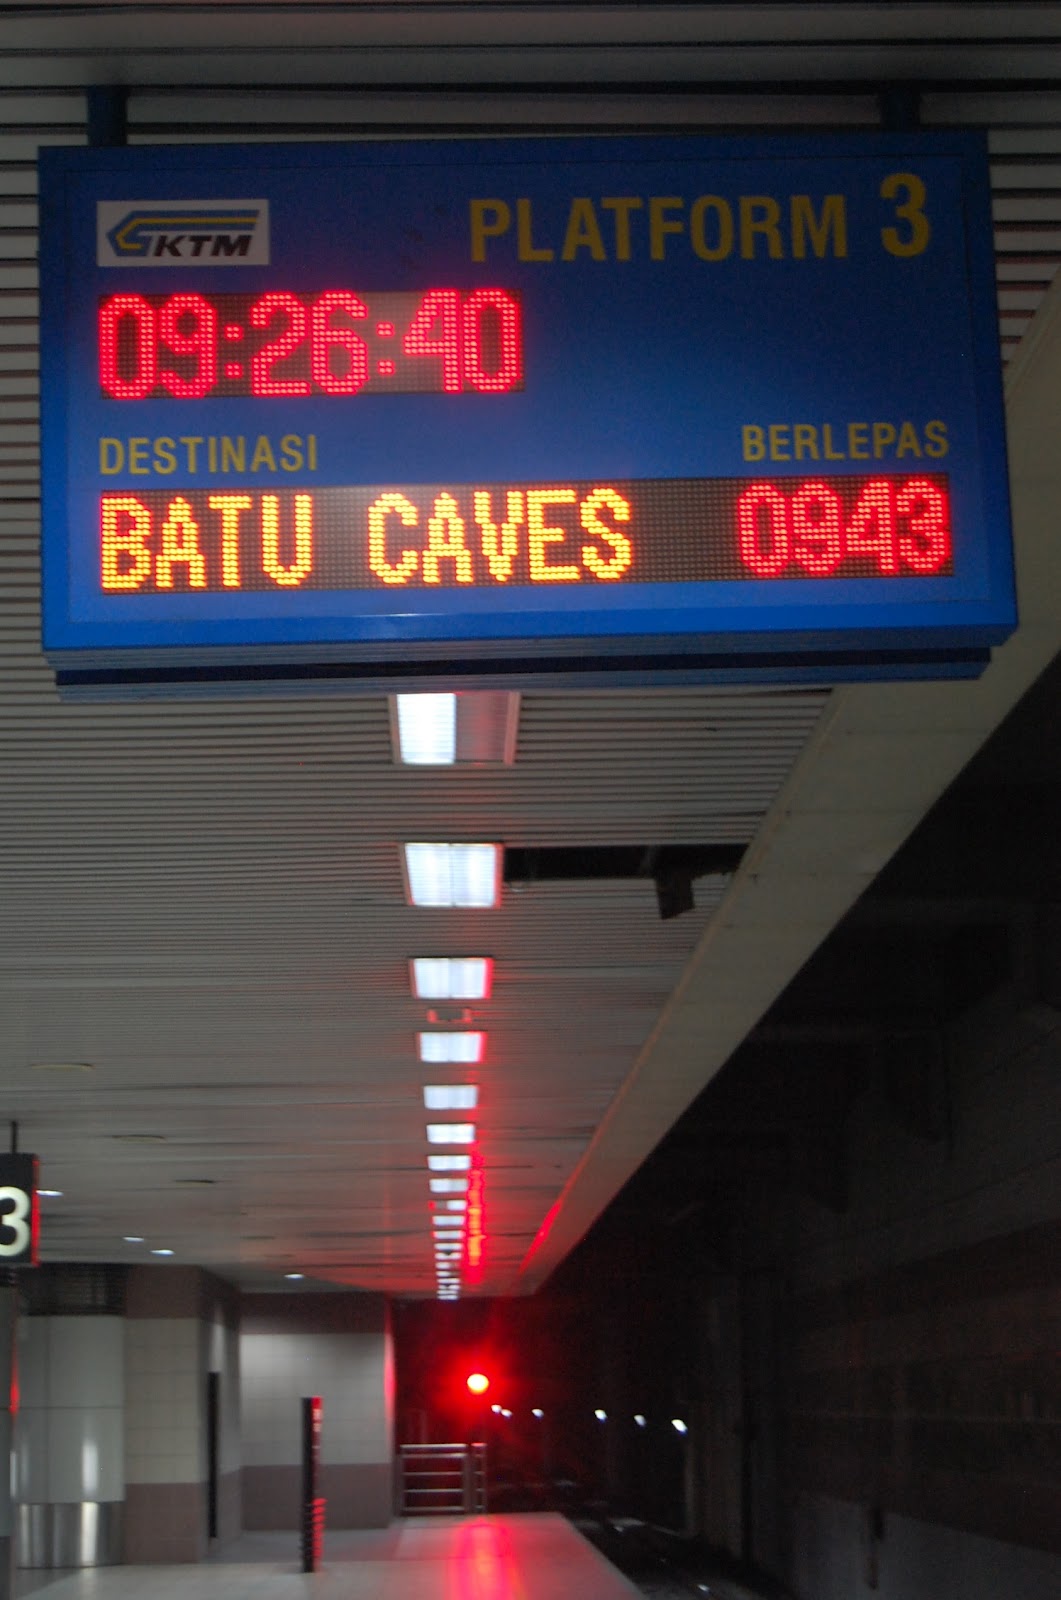 KTM
PLATFORM 3
09:26:40
DESTINASI BERLEPAS
BATU CAVES 0943
3